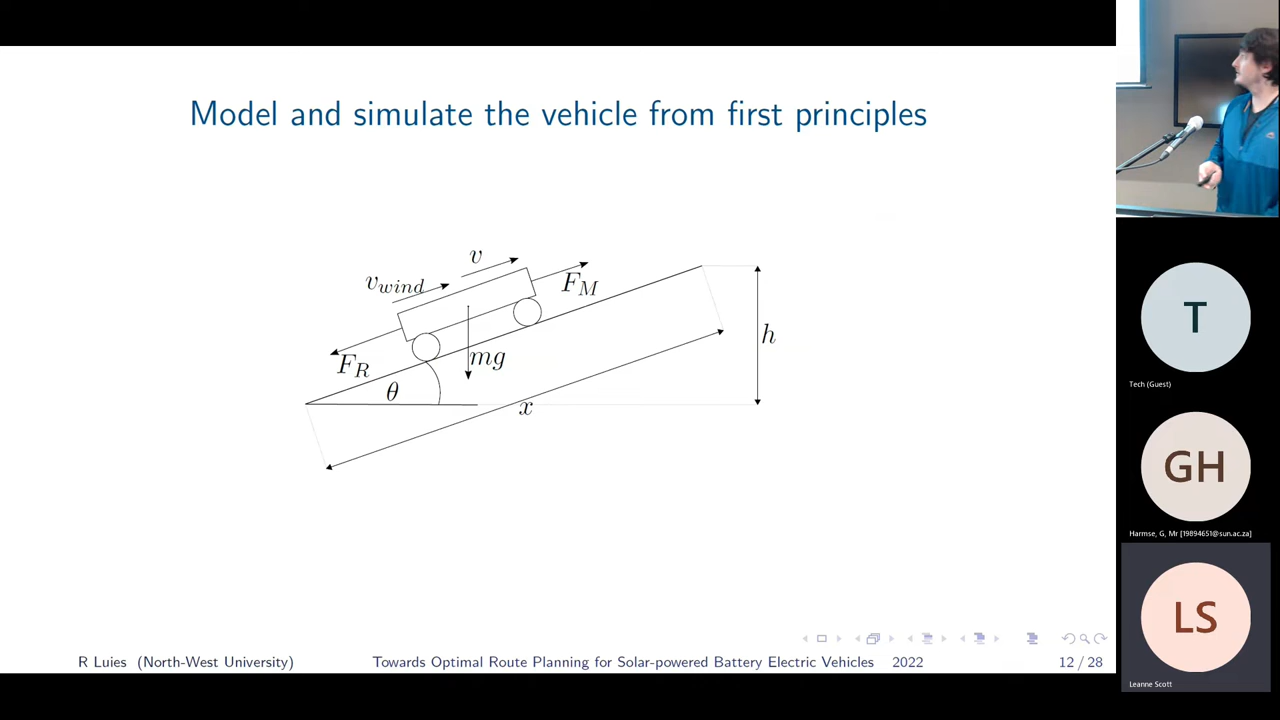 Model and simulate the vehicle from first principles
v
v_wind
F_M
F_R
mg
h
θ
x
R Luies (North-West University)
Towards Optimal Route Planning for Solar-powered Battery Electric Vehicles
2022
12 / 28
T
Tech (Guest)
GH
Harmse, G, Mr [19894651@sun.ac.za]
LS
Leanne Scott